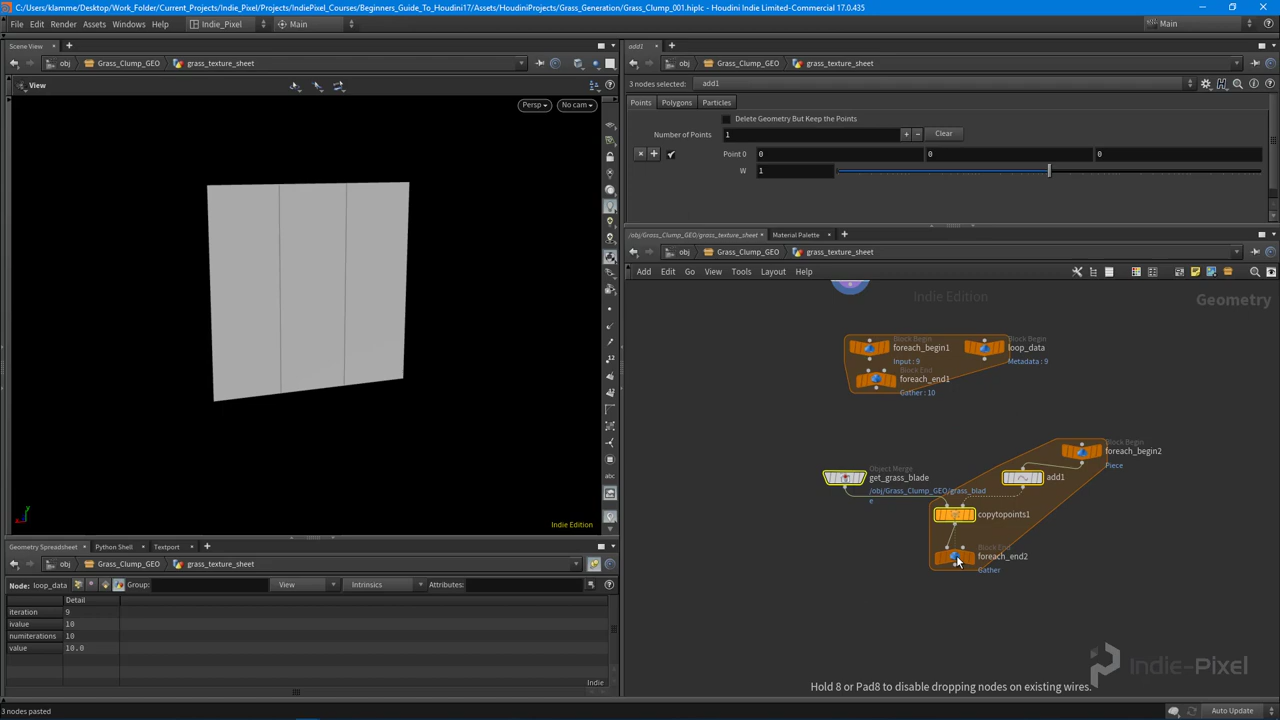 C:/Users/klamme/Desktop/Work_Folder/Current_Projects/Indie_Pixel/Projects/IndiePixel_Courses/Beginners_Guide_To_Houdini17/Assets/HoudiniProjects/Grass_Generation/Grass_Clump_001.hiplc - Houdini Indie Limited-Commercial 17.0.435
File Edit Render Assets Windows Help Indie_Pixel Main Main
Scene View
obj Grass_Clump_GEO grass_texture_sheet
View
Persp No cam
Indie Edition
add1
obj Grass_Clump_GEO grass_texture_sheet
3 nodes selected: add1
Points Polygons Particles
Delete Geometry But Keep the Points
Number of Points 1 Clear
Point 0 0 0 0
W 1
/obj/Grass_Clump_GEO/grass_texture_sheet Material Palette
obj Grass_Clump_GEO grass_texture_sheet
Add Edit Go View Tools Layout Help
Indie Edition
Geometry
Block Begin
foreach_begin1
Input : 9
loop_data
Metadata : 9
Block End
foreach_end1
Gather : 10
Block Begin
foreach_begin2
Piece
Object Merge
get_grass_blade
/obj/Grass_Clump_GEO/grass_blad
e
add1
copytopoints1
Block End
foreach_end2
Gather
Indie-Pixel
Hold 8 or Pad8 to disable dropping nodes on existing wires.
Geometry Spreadsheet Python Shell Textport
obj Grass_Clump_GEO grass_texture_sheet
Node: loop_data Group: View Intrinsics Attributes:
Detail
iteration 9
ivalue 10
numiterations 10
value 10.0
Indie
3 nodes pasted
Auto Update